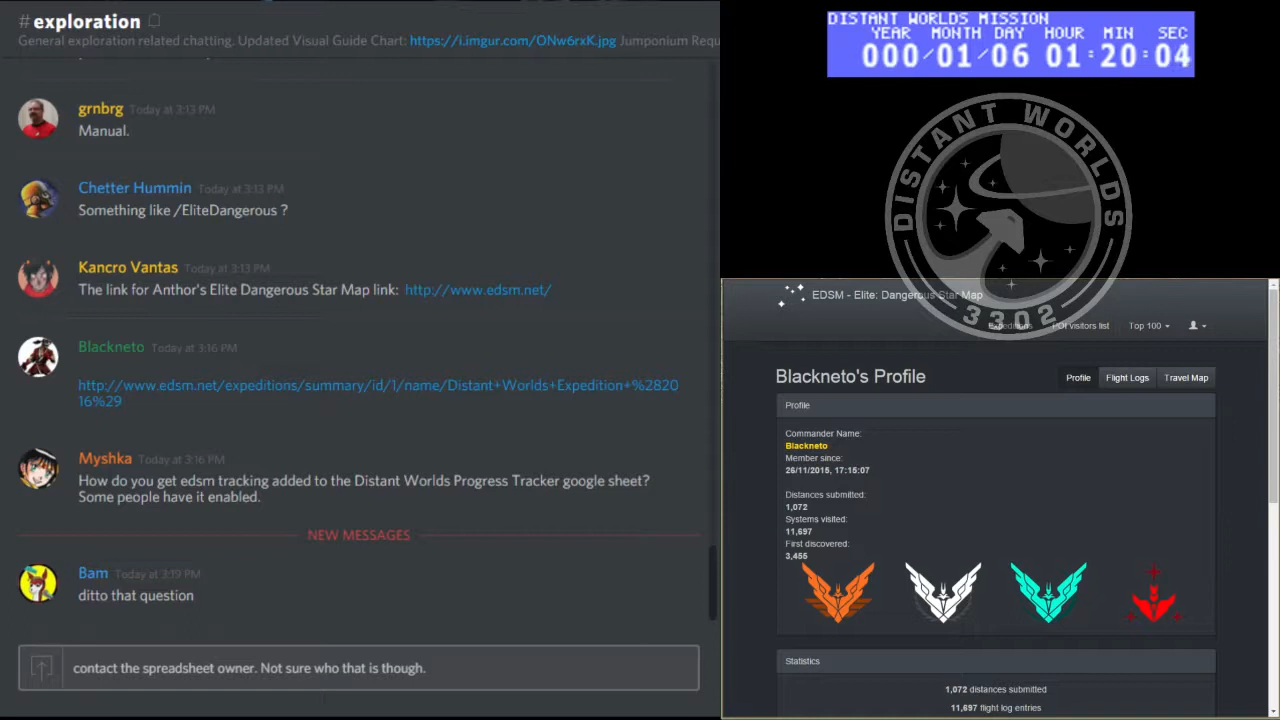 #exploration
General exploration related chatting. Updated Visual Guide Chart: https://i.imgur.com/ONw6rxK.jpg Jumponium Requ
grnbrg Today at 3:13 PM
Manual.
Chetter Hummin Today at 3:13 PM
Something like /EliteDangerous ?
Kancro Vantas Today at 3:13 PM
The link for Anthor's Elite Dangerous Star Map link: http://www.edsm.net/
Blackneto Today at 3:16 PM
http://www.edsm.net/expeditions/summary/id/1/name/Distant+Worlds+Expedition+%2820
16%29
Myshka Today at 3:16 PM
How do you get edsm tracking added to the Distant Worlds Progress Tracker google sheet?
Some people have it enabled.
NEW MESSAGES
Bam Today at 3:19 PM
ditto that question
contact the spreadsheet owner. Not sure who that is though.
DISTANT WORLDS MISSION
YEAR MONTH DAY HOUR MIN SEC
000/01/06 01:20:04
DISTANT WORLDS
3302
EDSM - Elite: Dangerous Star Map
Expeditions POI visitors list Top 100
Blackneto's Profile
Profile Flight Logs Travel Map
Profile
Commander Name:
Blackneto
Member since:
26/11/2015, 17:15:07
Distances submitted:
1,072
Systems visited:
11,697
First discovered:
3,455
Statistics
1,072 distances submitted
11,697 flight log entries